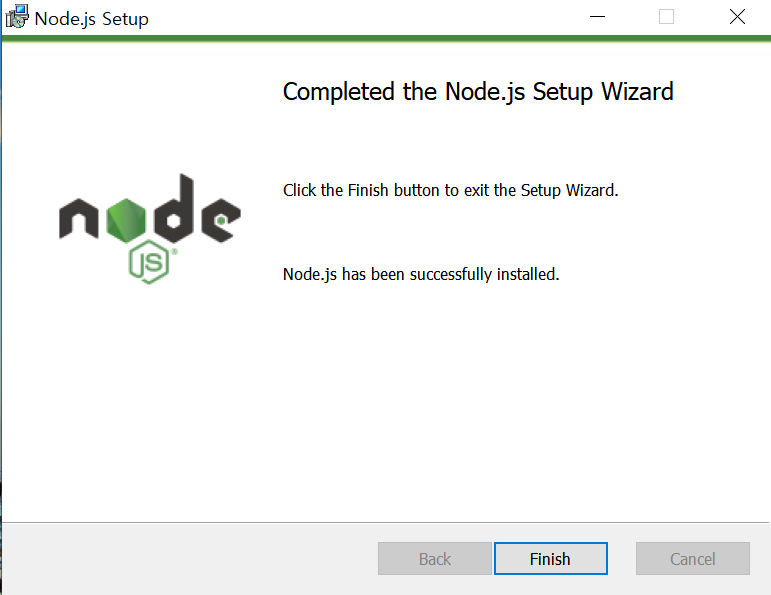 Node.js Setup
Completed the Node.js Setup Wizard
Click the Finish button to exit the Setup Wizard.
node
JS®
Node.js has been successfully installed.
Back
Finish
Cancel